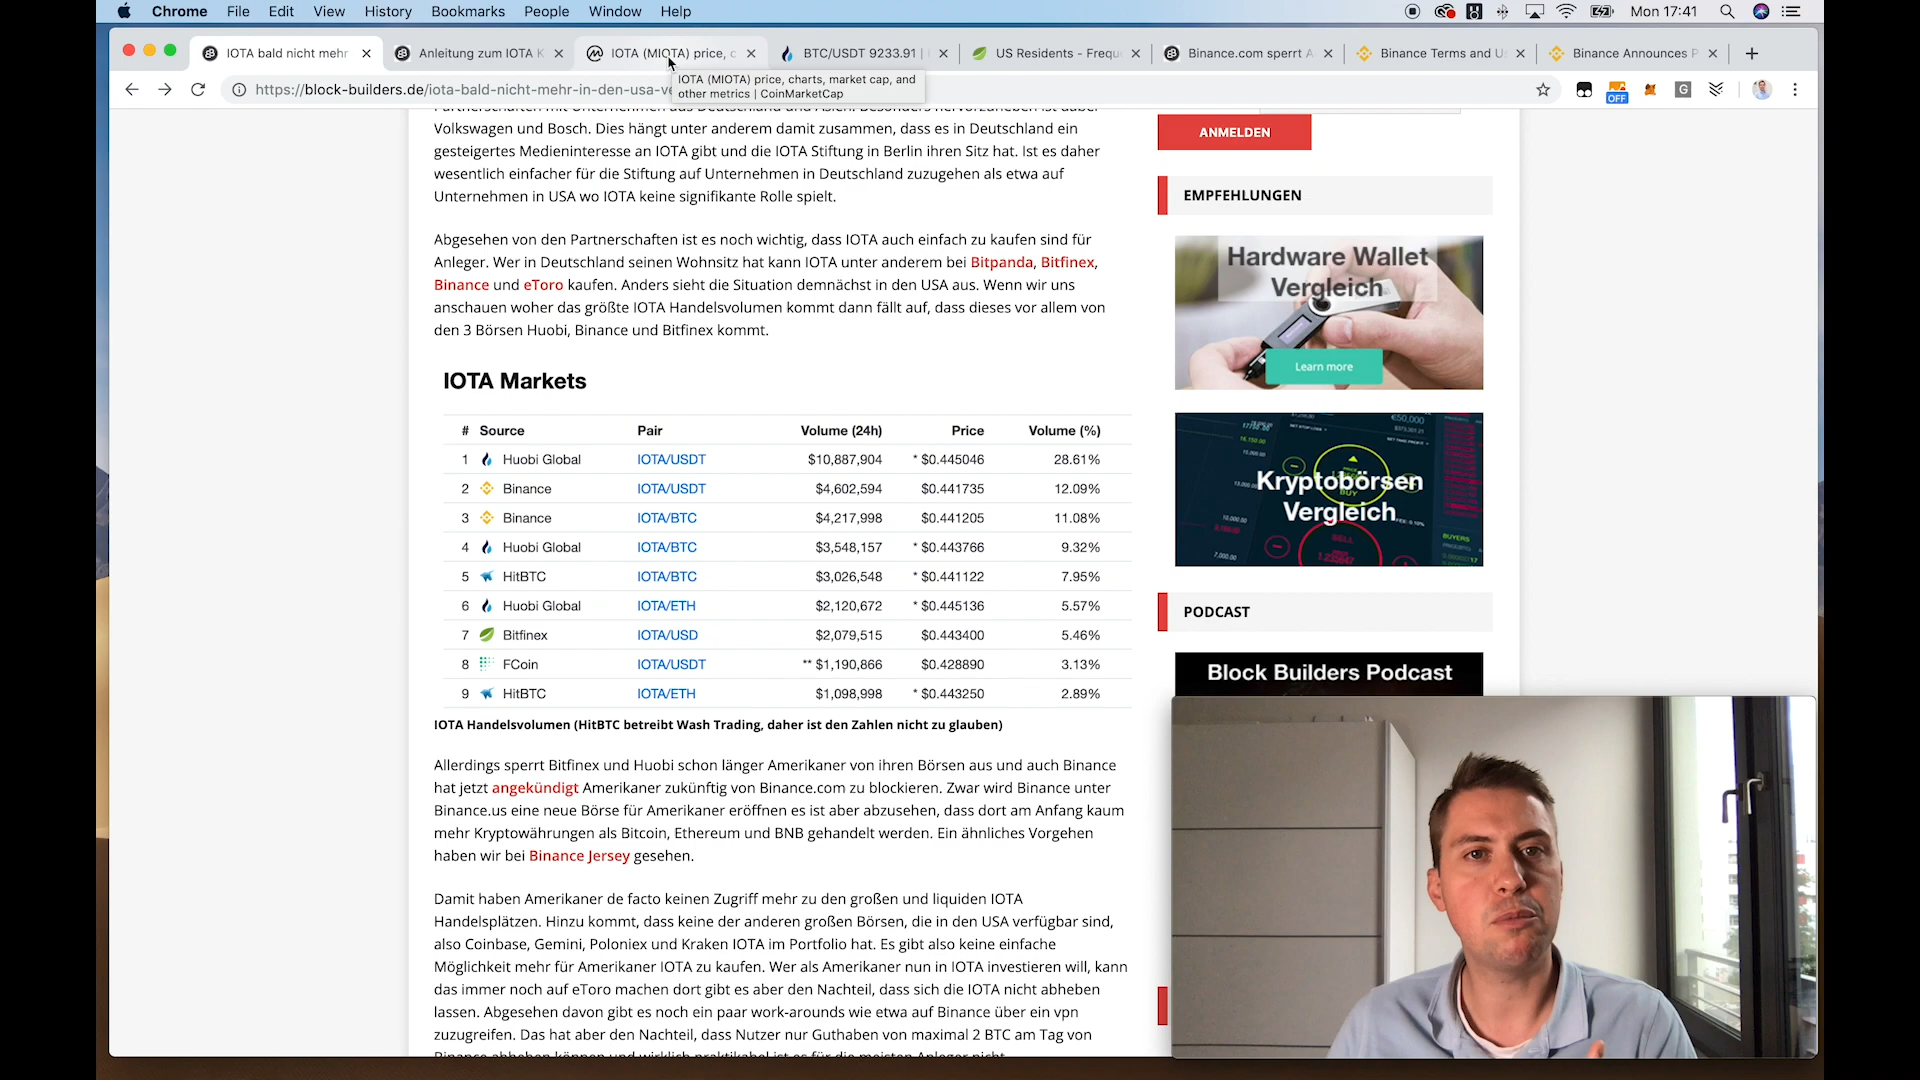 Chrome File Edit View History Bookmarks People Window Help
Mon 17:41
IOTA bald nicht mehr
Anleitung zum IOTA K
IOTA (MIOTA) price, c
BTC/USDT 9233.91 |
US Residents - Freque
Binance.com sperrt A
Binance Terms and U
Binance Announces P
https://block-builders.de/iota-bald-nicht-mehr-in-den-usa-ve
OFF
G
IOTA (MIOTA) price, charts, market cap, and
other metrics | CoinMarketCap
Partnerschaften mit Unternehmen aus Deutschland und Asien. Besonders hervorzuheben ist dabei
Volkswagen und Bosch. Dies hängt unter anderem damit zusammen, dass es in Deutschland ein
gesteigertes Medieninteresse an IOTA gibt und die IOTA Stiftung in Berlin ihren Sitz hat. Ist es daher
wesentlich einfacher für die Stiftung auf Unternehmen in Deutschland zuzugehen als etwa auf
Unternehmen in USA wo IOTA keine signifikante Rolle spielt.
Abgesehen von den Partnerschaften ist es noch wichtig, dass IOTA auch einfach zu kaufen sind für
Anleger. Wer in Deutschland seinen Wohnsitz hat kann IOTA unter anderem bei Bitpanda, Bitfinex,
Binance und eToro kaufen. Anders sieht die Situation demnächst in den USA aus. Wenn wir uns
anschauen woher das größte IOTA Handelsvolumen kommt dann fällt auf, dass dieses vor allem von
den 3 Börsen Huobi, Binance und Bitfinex kommt.
IOTA Markets
# Source Pair Volume (24h) Price Volume (%)
1 Huobi Global IOTA/USDT $10,887,904 * $0.445046 28.61%
2 Binance IOTA/USDT $4,602,594 $0.441735 12.09%
3 Binance IOTA/BTC $4,217,998 $0.441205 11.08%
4 Huobi Global IOTA/BTC $3,548,157 * $0.443766 9.32%
5 HitBTC IOTA/BTC $3,026,548 * $0.441122 7.95%
6 Huobi Global IOTA/ETH $2,120,672 * $0.445136 5.57%
7 Bitfinex IOTA/USD $2,079,515 $0.443400 5.46%
8 FCoin IOTA/USDT ** $1,190,866 $0.428890 3.13%
9 HitBTC IOTA/ETH $1,098,998 * $0.443250 2.89%
IOTA Handelsvolumen (HitBTC betreibt Wash Trading, daher ist den Zahlen nicht zu glauben)
Allerdings sperrt Bitfinex und Huobi schon länger Amerikaner von ihren Börsen aus und auch Binance
hat jetzt angekündigt Amerikaner zukünftig von Binance.com zu blockieren. Zwar wird Binance unter
Binance.us eine neue Börse für Amerikaner eröffnen es ist aber abzusehen, dass dort am Anfang kaum
mehr Kryptowährungen als Bitcoin, Ethereum und BNB gehandelt werden. Ein ähnliches Vorgehen
haben wir bei Binance Jersey gesehen.
Damit haben Amerikaner de facto keinen Zugriff mehr zu den großen und liquiden IOTA
Handelsplätzen. Hinzu kommt, dass keine der anderen großen Börsen, die in den USA verfügbar sind,
also Coinbase, Gemini, Poloniex und Kraken IOTA im Portfolio hat. Es gibt also keine einfache
Möglichkeit mehr für Amerikaner IOTA zu kaufen. Wer als Amerikaner nun in IOTA investieren will, kann
das immer noch auf eToro machen dort gibt es aber den Nachteil, dass sich die IOTA nicht abheben
lassen. Abgesehen davon gibt es noch ein paar work-arounds wie etwa auf Binance über ein vpn
zuzugreifen. Das hat aber den Nachteil, dass Nutzer nur Guthaben von maximal 2 BTC am Tag von
Binance abheben können und wirklich praktikabel ist es für die meisten Anleger nicht.
ANMELDEN
EMPFEHLUNGEN
Hardware Wallet
Vergleich
Learn more
Kryptobörsen
Vergleich
BUY
SELL
BUYERS
€50,000
7,000.00
PODCAST
Block Builders Podcast